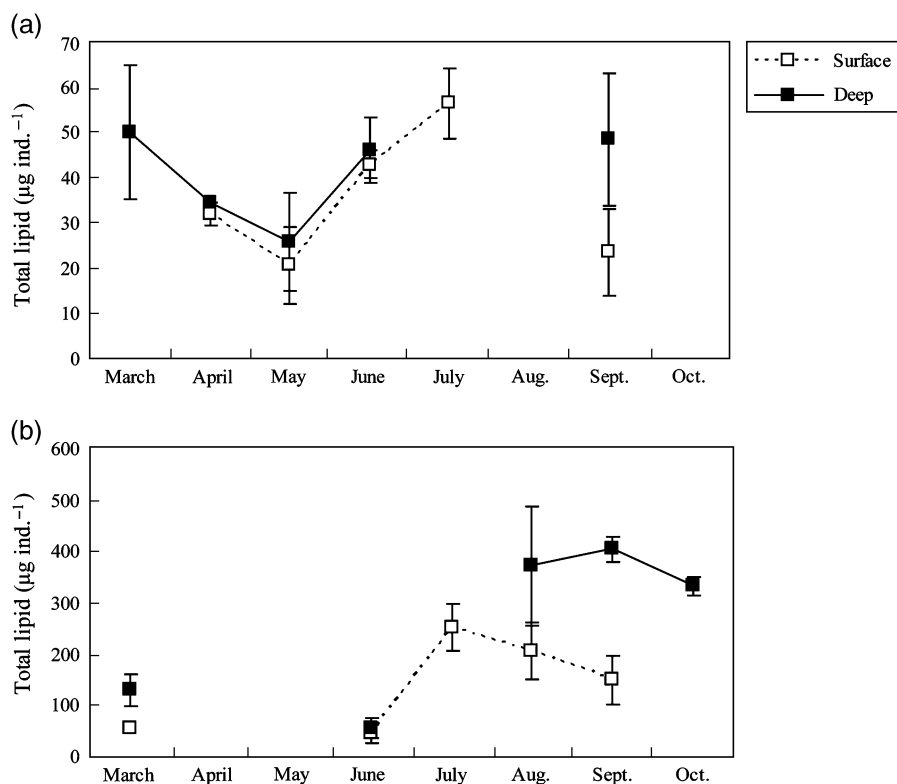 (a)
70
60
50
40
30
20
10
0
Total lipid (µg ind.⁻¹)
March April May June July Aug. Sept. Oct.
Surface
Deep
(b)
600
500
400
300
200
100
0
Total lipid (µg ind.⁻¹)
March April May June July Aug. Sept. Oct.